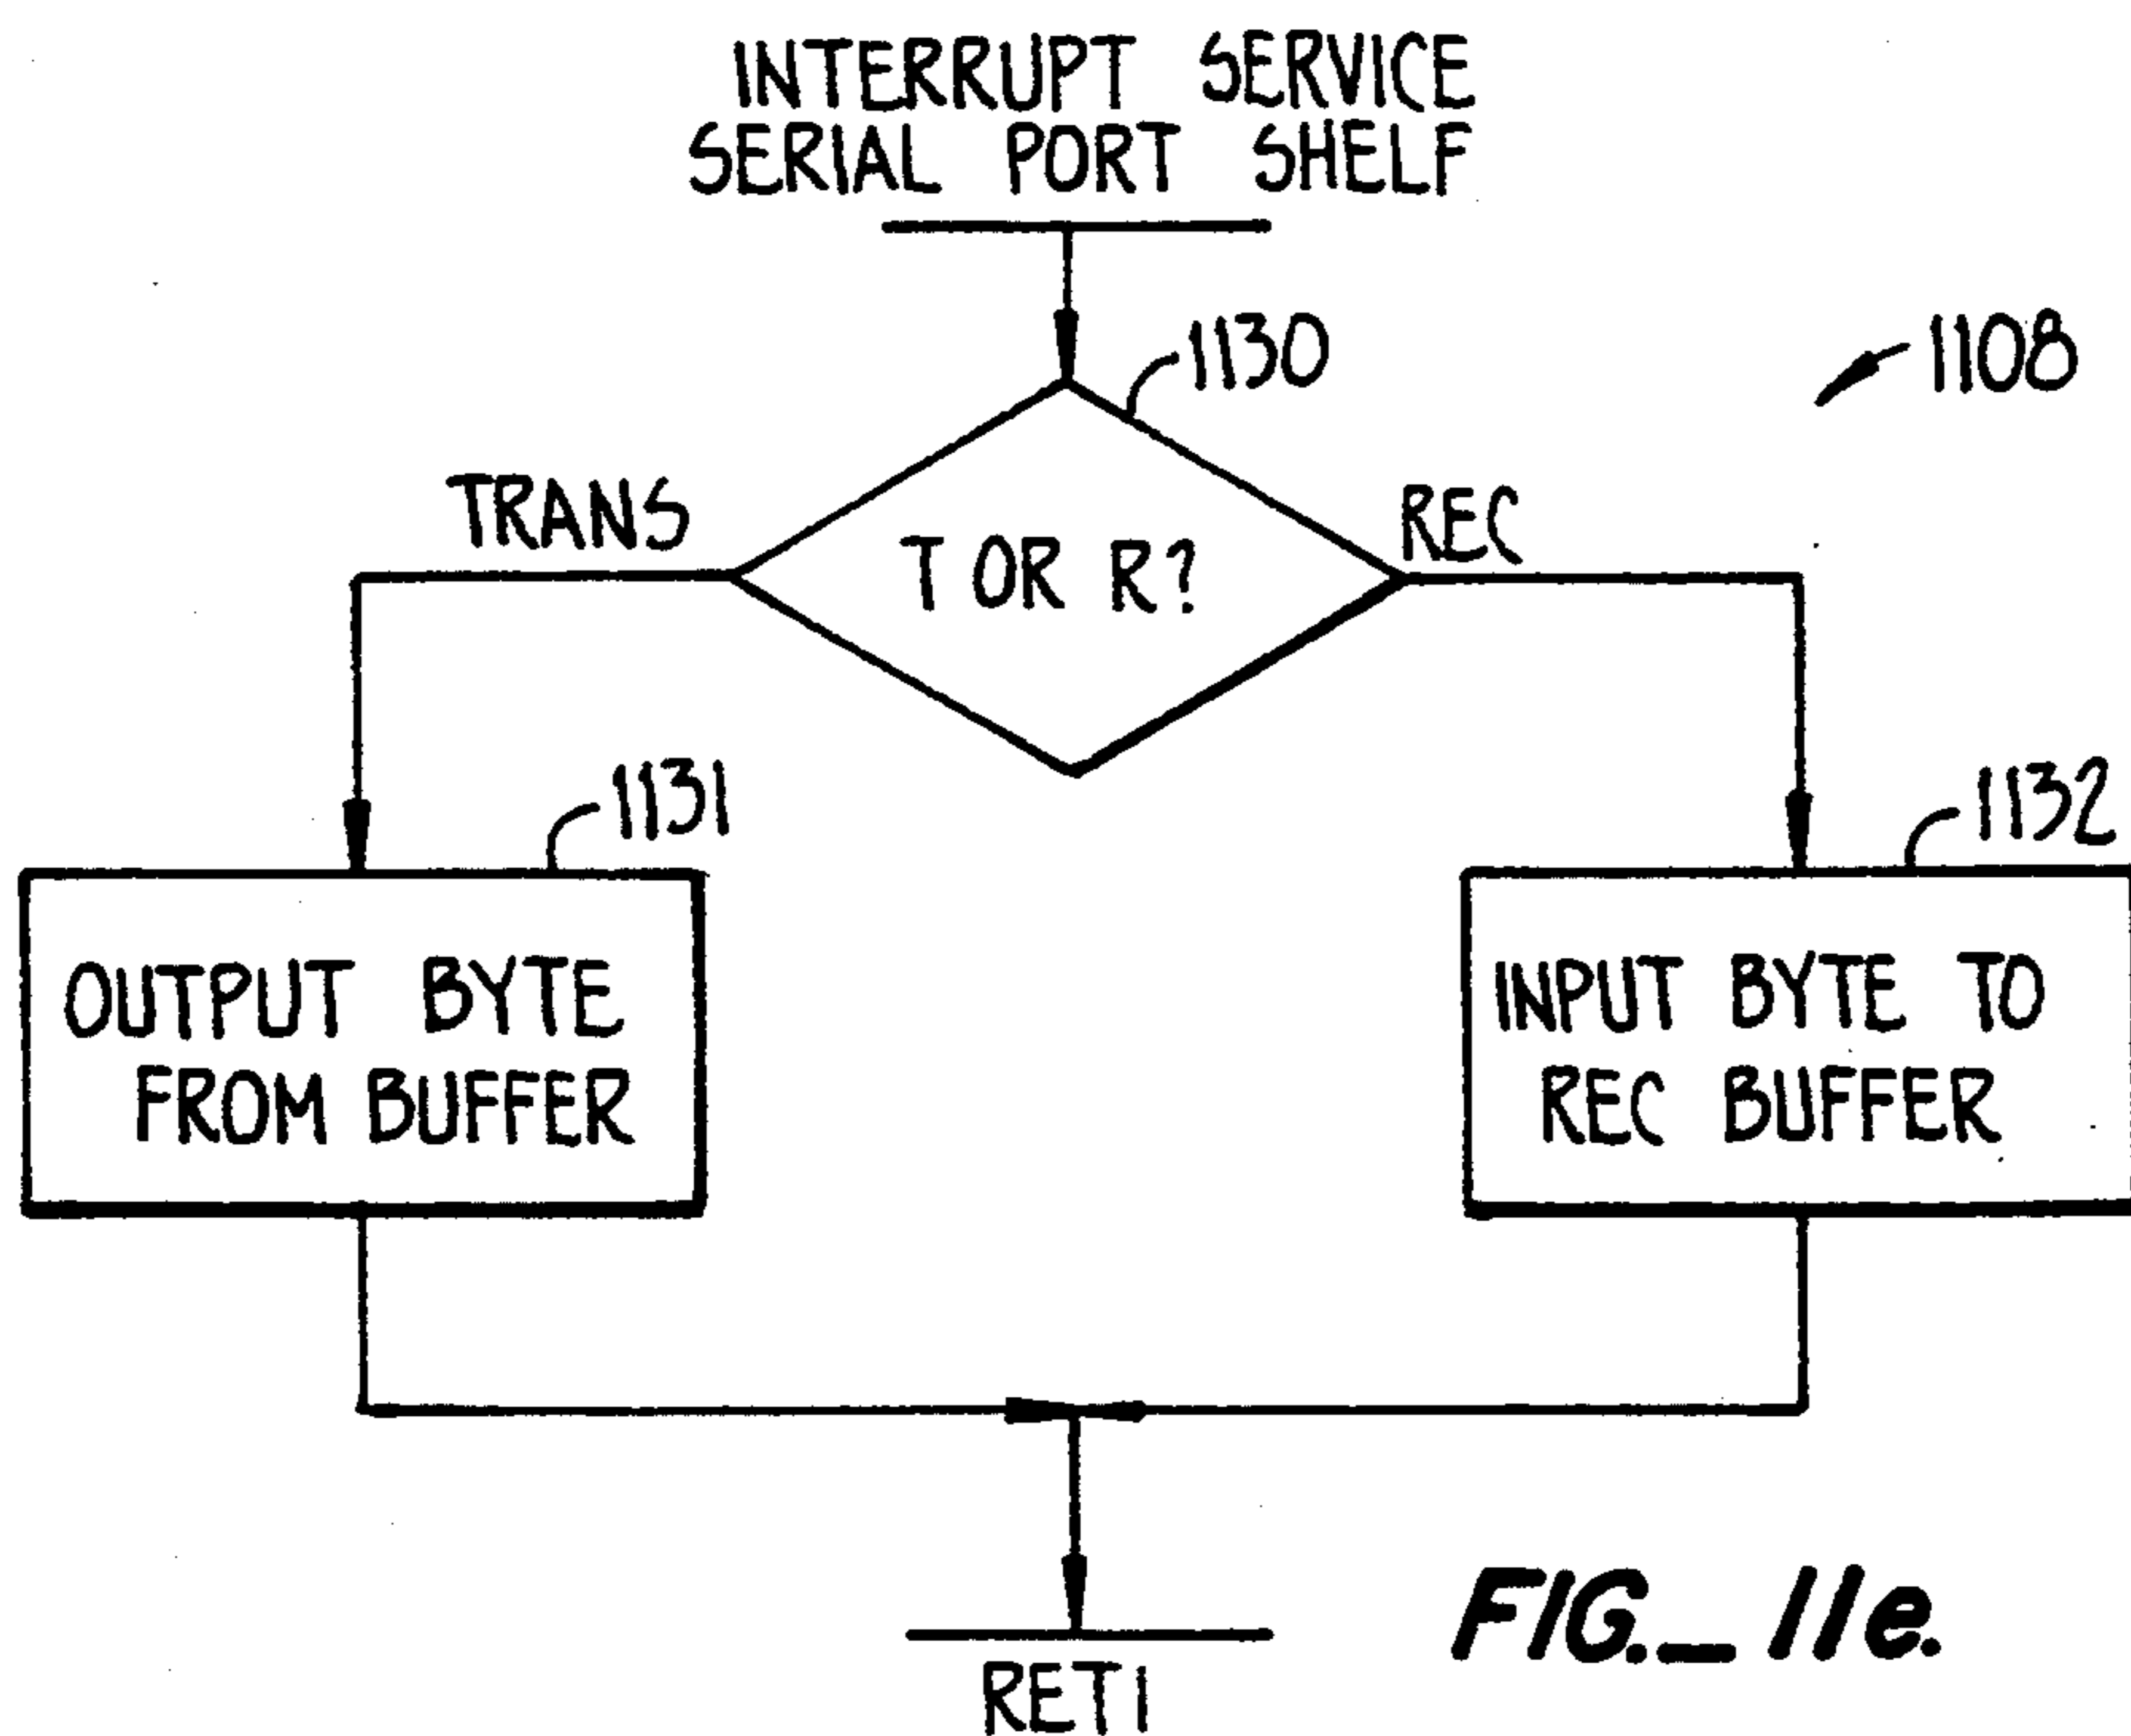 INTERRUPT SERVICE
SERIAL PORT SHELF
1130
1108
TRANS
T OR R?
REC
1131
1132
OUTPUT BYTE
FROM BUFFER
INPUT BYTE TO
REC BUFFER
RETI
FIG._11e.